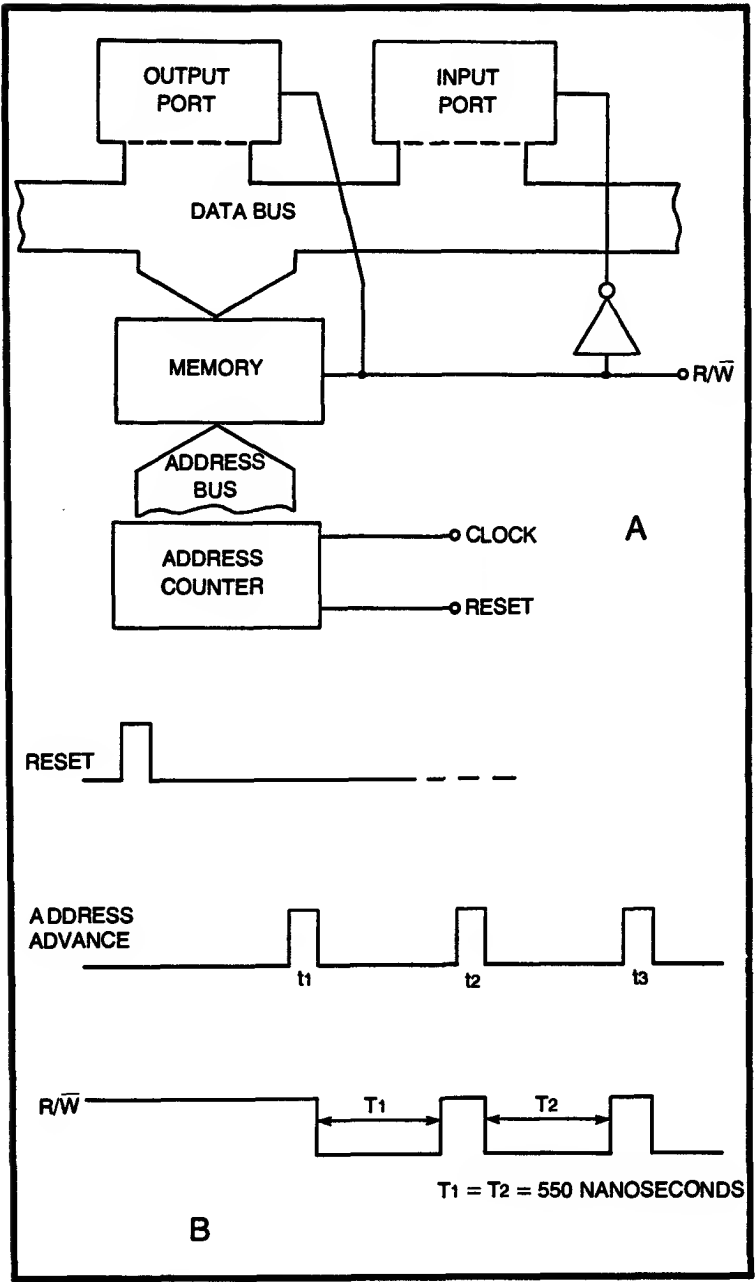 OUTPUT
PORT
INPUT
PORT
DATA BUS
MEMORY
R/W̅
ADDRESS
BUS
ADDRESS
COUNTER
CLOCK
RESET
A
RESET
ADDRESS
ADVANCE
t1 t2 t3
R/W̅
T1 T2
T1 = T2 = 550 NANOSECONDS
B